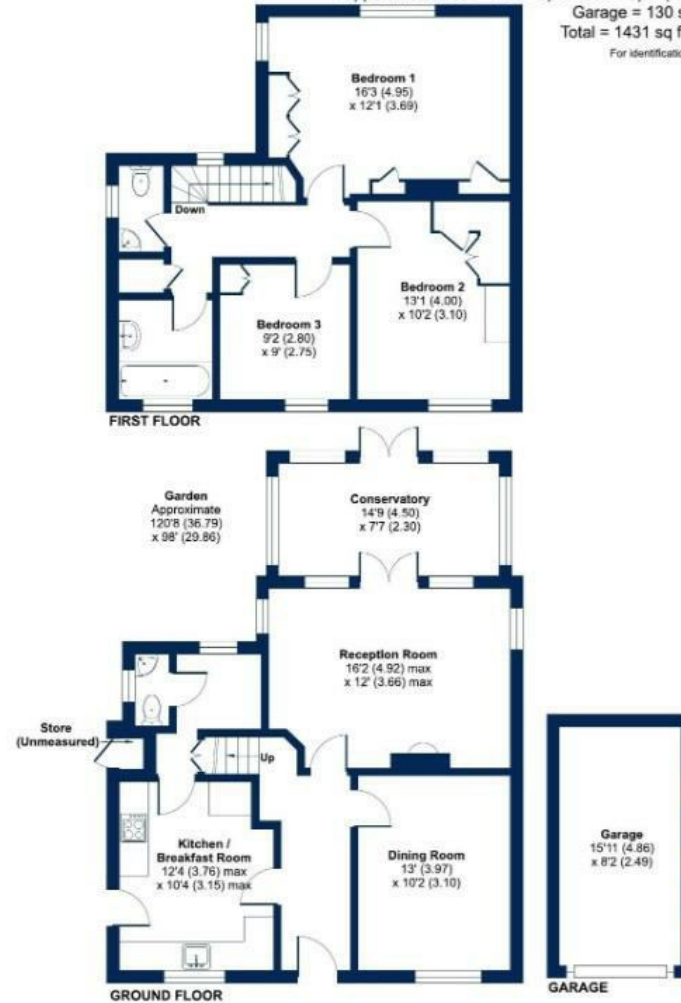 Garage = 130 s
Total = 1431 sq f
For identificatio
Bedroom 1
16'3 (4.95)
x 12'1 (3.69)
Down
Bedroom 2
13'1 (4.00)
x 10'2 (3.10)
Bedroom 3
9'2 (2.80)
x 9' (2.75)
FIRST FLOOR
Garden
Approximate
120'8 (36.79)
x 98' (29.86)
Conservatory
14'9 (4.50)
x 7'7 (2.30)
Reception Room
16'2 (4.92) max
x 12' (3.66) max
Store
(Unmeasured)
Up
Kitchen /
Breakfast Room
12'4 (3.76) max
x 10'4 (3.15) max
Dining Room
13' (3.97)
x 10'2 (3.10)
Garage
15'11 (4.86)
x 8'2 (2.49)
GROUND FLOOR
GARAGE